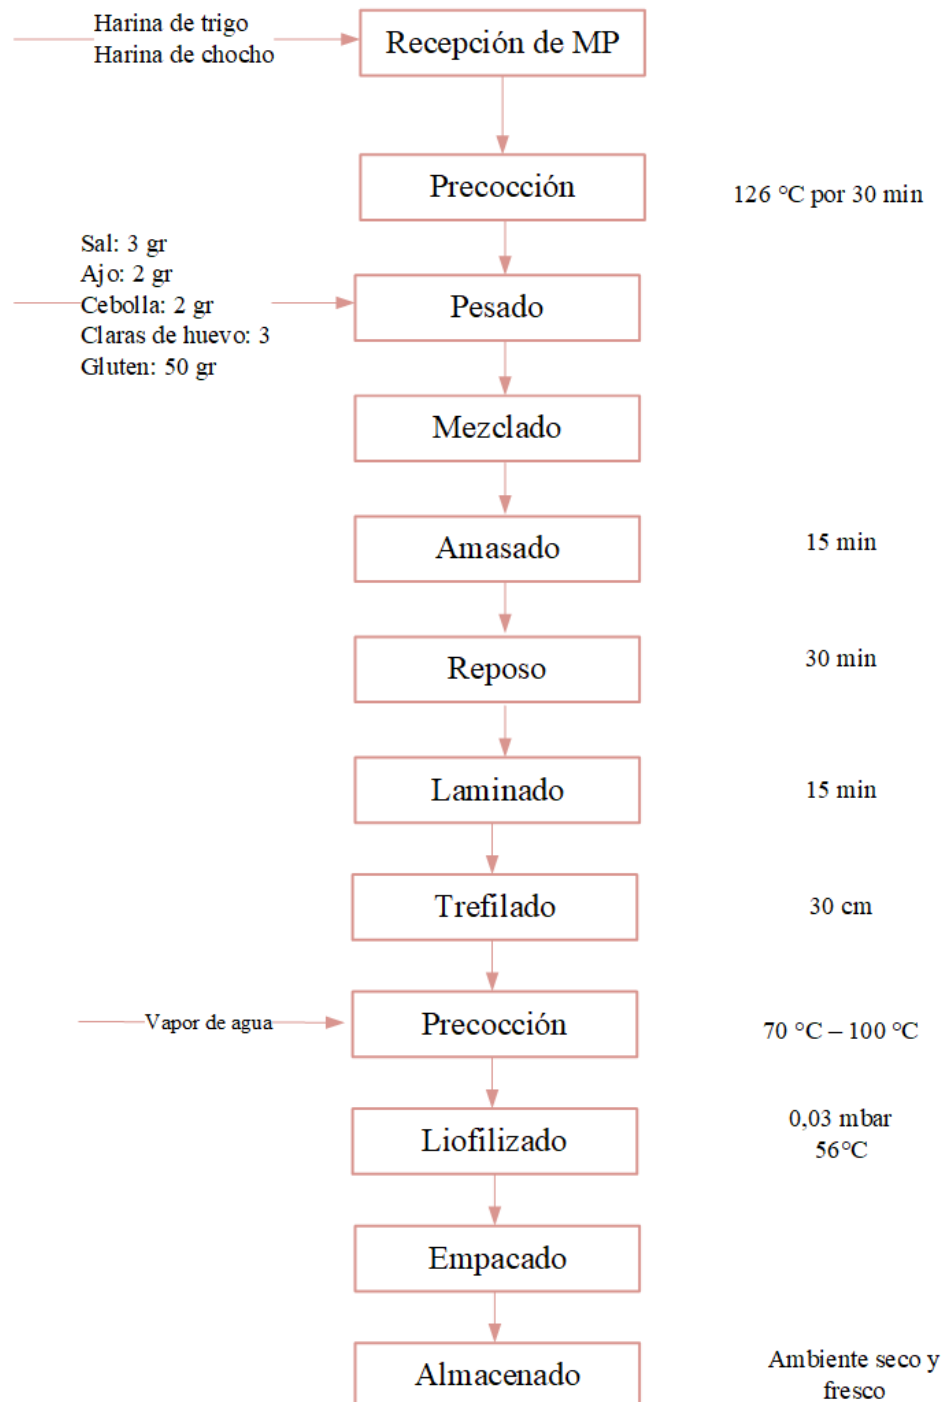 Harina de trigo
Harina de chocho
Recepción de MP
Precocción
126 °C por 30 min
Sal: 3 gr
Ajo: 2 gr
Cebolla: 2 gr
Claras de huevo: 3
Gluten: 50 gr
Pesado
Mezclado
Amasado
15 min
Reposo
30 min
Laminado
15 min
Trefilado
30 cm
Vapor de agua
Precocción
70 °C – 100 °C
Liofilizado
0,03 mbar
56°C
Empacado
Almacenado
Ambiente seco y
fresco